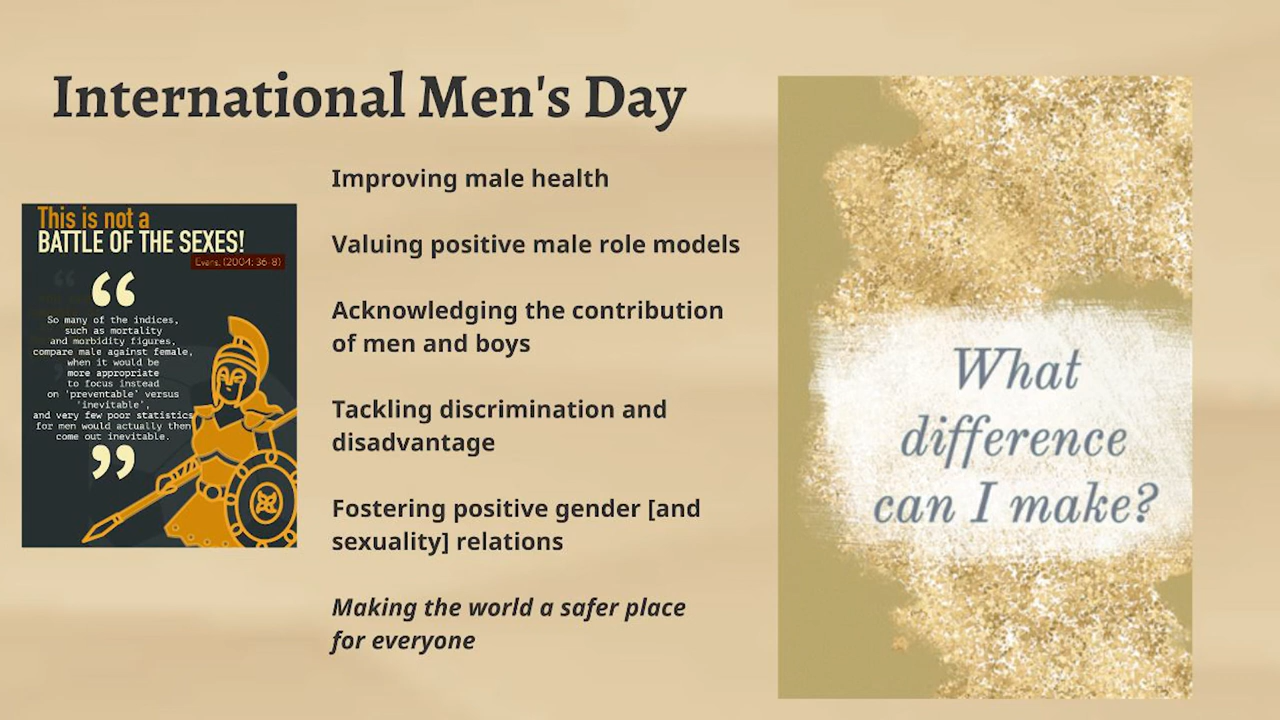 International Men's Day
This is not a
BATTLE OF THE SEXES!
Evans. (2004: 36-8)
“
So many of the indices,
such as mortality
and morbidity figures,
compare male against female,
when it would be
more appropriate
to focus instead
on 'preventable' versus
'inevitable',
and very few poor statistics
for men would actually then
come out inevitable.
”
Improving male health
Valuing positive male role models
Acknowledging the contribution
of men and boys
Tackling discrimination and
disadvantage
Fostering positive gender [and
sexuality] relations
Making the world a safer place
for everyone
What
difference
can I make?